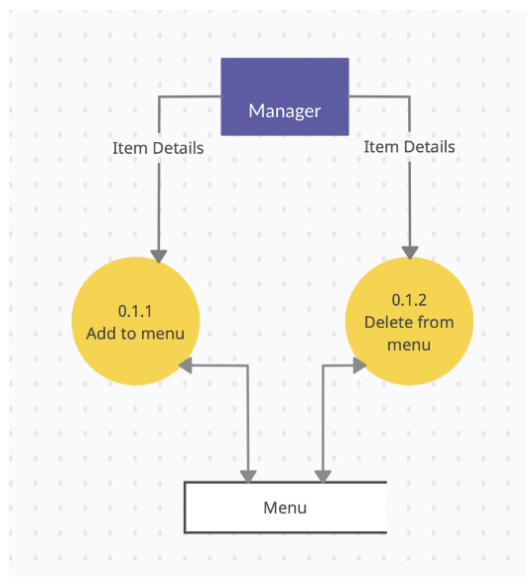 Manager
Item Details
Item Details
0.1.1
Add to menu
0.1.2
Delete from
menu
Menu